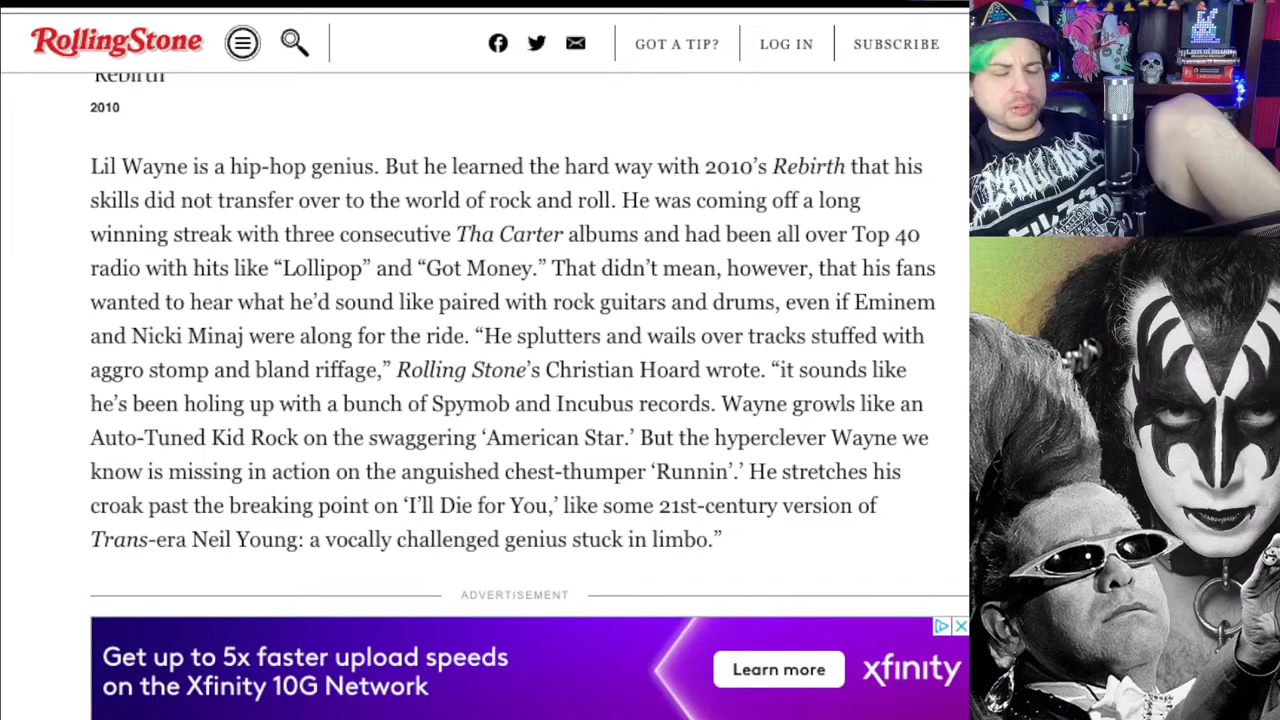 RollingStone
GOT A TIP?
LOG IN
SUBSCRIBE
Rebirth
2010
Lil Wayne is a hip-hop genius. But he learned the hard way with 2010’s Rebirth that his
skills did not transfer over to the world of rock and roll. He was coming off a long
winning streak with three consecutive Tha Carter albums and had been all over Top 40
radio with hits like “Lollipop” and “Got Money.” That didn’t mean, however, that his fans
wanted to hear what he’d sound like paired with rock guitars and drums, even if Eminem
and Nicki Minaj were along for the ride. “He splutters and wails over tracks stuffed with
aggro stomp and bland riffage,” Rolling Stone’s Christian Hoard wrote. “it sounds like
he’s been holing up with a bunch of Spymob and Incubus records. Wayne growls like an
Auto-Tuned Kid Rock on the swaggering ‘American Star.’ But the hyperclever Wayne we
know is missing in action on the anguished chest-thumper ‘Runnin’.’ He stretches his
croak past the breaking point on ‘I’ll Die for You,’ like some 21st-century version of
Trans-era Neil Young: a vocally challenged genius stuck in limbo.”
ADVERTISEMENT
Get up to 5x faster upload speeds
on the Xfinity 10G Network
Learn more
xfinity